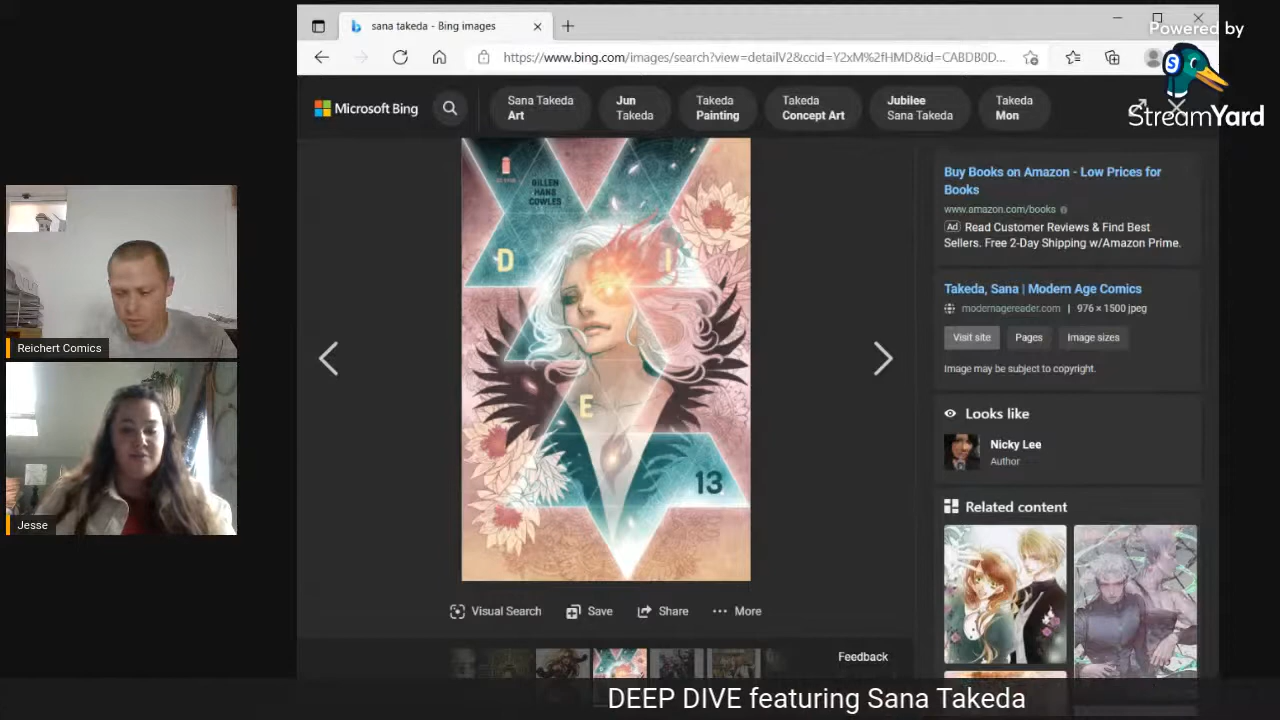 sana takeda - Bing images
Powered by
https://www.bing.com/images/search?view=detailV2&ccid=Y2xM%2fHMD&id=CABDB0D...
StreamYard
Microsoft Bing
Sana Takeda
Art
Jun
Takeda
Takeda
Painting
Takeda
Concept Art
Jubilee
Sana Takeda
Takeda
Mon
GILLEN
HANS
COWLES
D
I
E
13
Buy Books on Amazon - Low Prices for
Books
www.amazon.com/books
Ad Read Customer Reviews & Find Best
Sellers. Free 2-Day Shipping w/Amazon Prime.
Takeda, Sana | Modern Age Comics
modernagereader.com | 976 × 1500 jpeg
Visit site
Pages
Image sizes
Image may be subject to copyright.
Looks like
Nicky Lee
Author
Related content
Reichert Comics
Jesse
Visual Search
Save
Share
More
Feedback
DEEP DIVE featuring Sana Takeda